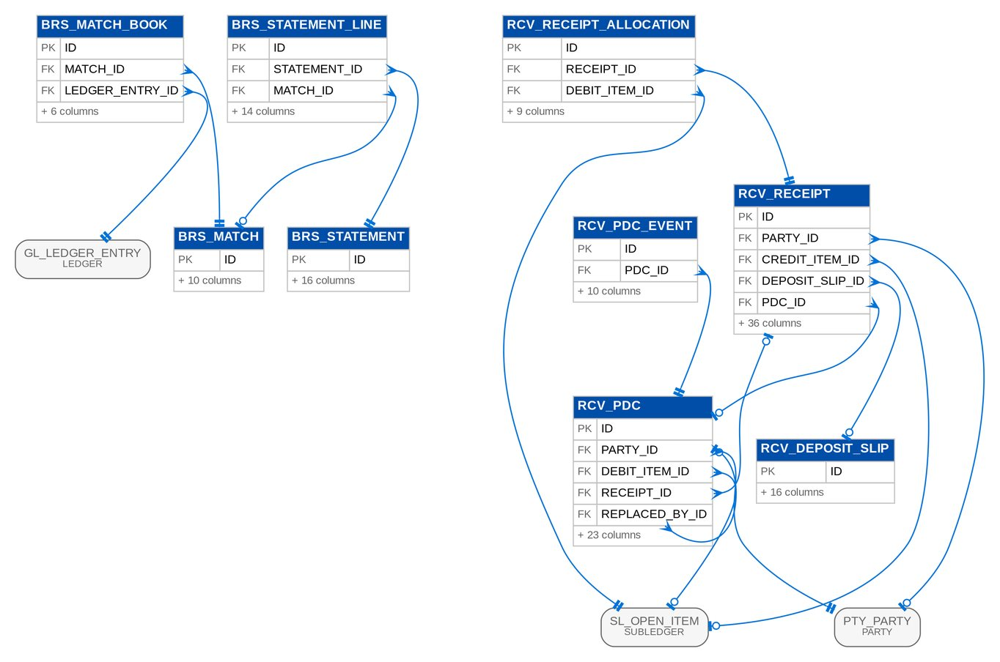 BRS_MATCH_BOOK
PK ID
FK MATCH_ID
FK LEDGER_ENTRY_ID
+ 6 columns
BRS_STATEMENT_LINE
PK ID
FK STATEMENT_ID
FK MATCH_ID
+ 14 columns
RCV_RECEIPT_ALLOCATION
PK ID
FK RECEIPT_ID
FK DEBIT_ITEM_ID
+ 9 columns
RCV_RECEIPT
PK ID
FK PARTY_ID
FK CREDIT_ITEM_ID
FK DEPOSIT_SLIP_ID
FK PDC_ID
+ 36 columns
RCV_PDC_EVENT
PK ID
FK PDC_ID
+ 10 columns
GL_LEDGER_ENTRY
LEDGER
BRS_MATCH
PK ID
+ 10 columns
BRS_STATEMENT
PK ID
+ 16 columns
RCV_PDC
PK ID
FK PARTY_ID
FK DEBIT_ITEM_ID
FK RECEIPT_ID
FK REPLACED_BY_ID
+ 23 columns
RCV_DEPOSIT_SLIP
PK ID
+ 16 columns
SL_OPEN_ITEM
SUBLEDGER
PTY_PARTY
PARTY